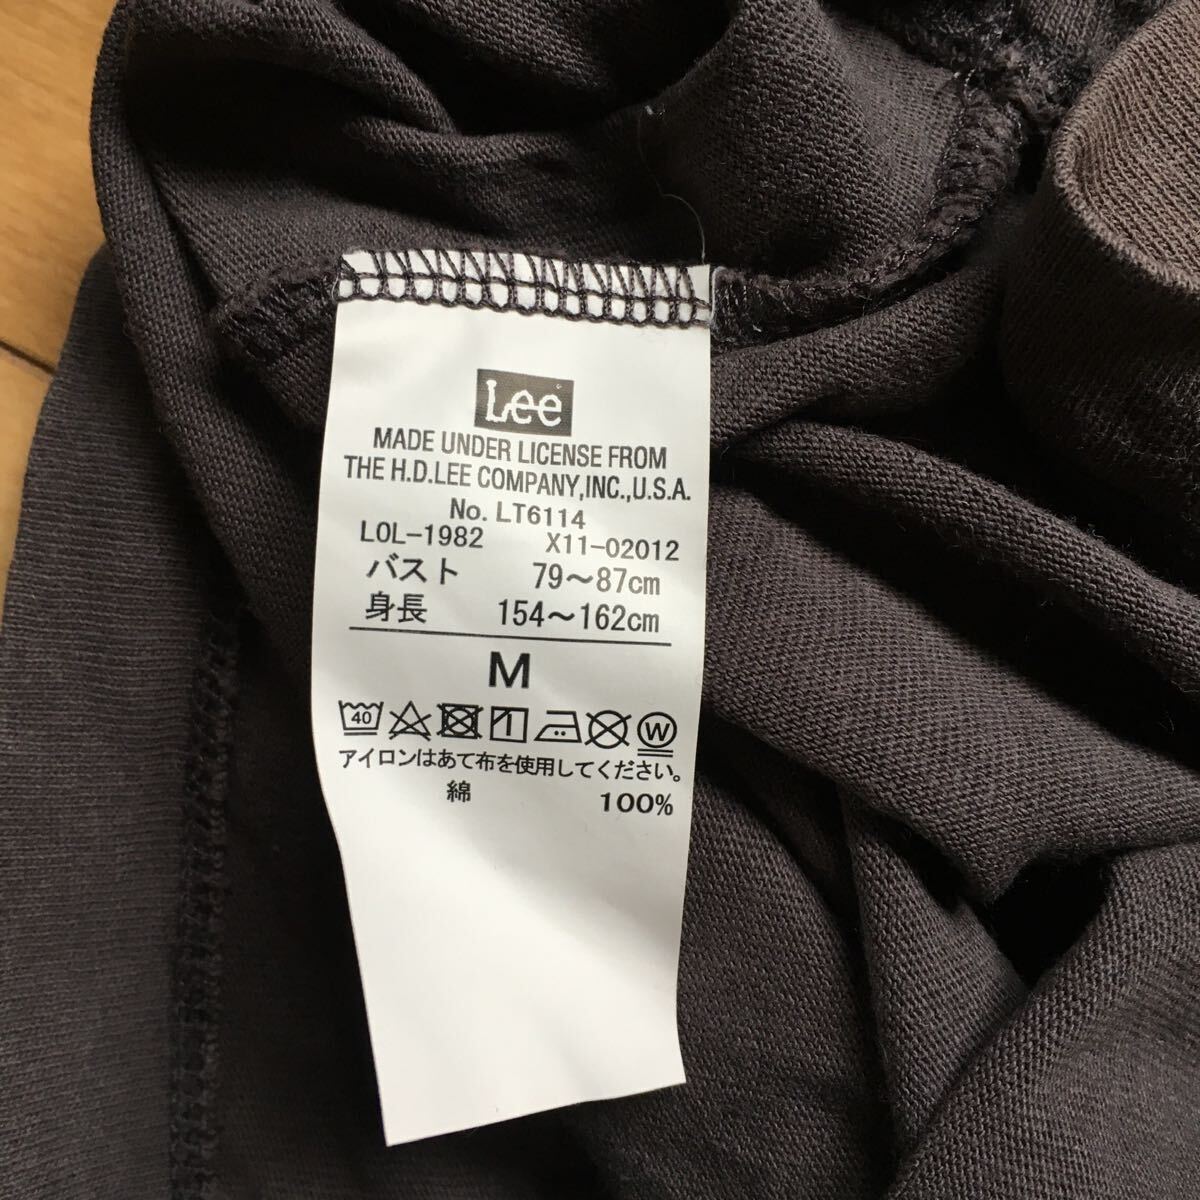 Lee
MADE UNDER LICENSE FROM
THE H.D.LEE COMPANY,INC.,U.S.A.
No. LT6114
LOL-1982 X11-02012
バスト 79～87cm
身長 154～162cm
M
40 W
アイロンはあて布を使用してください。
綿 100%